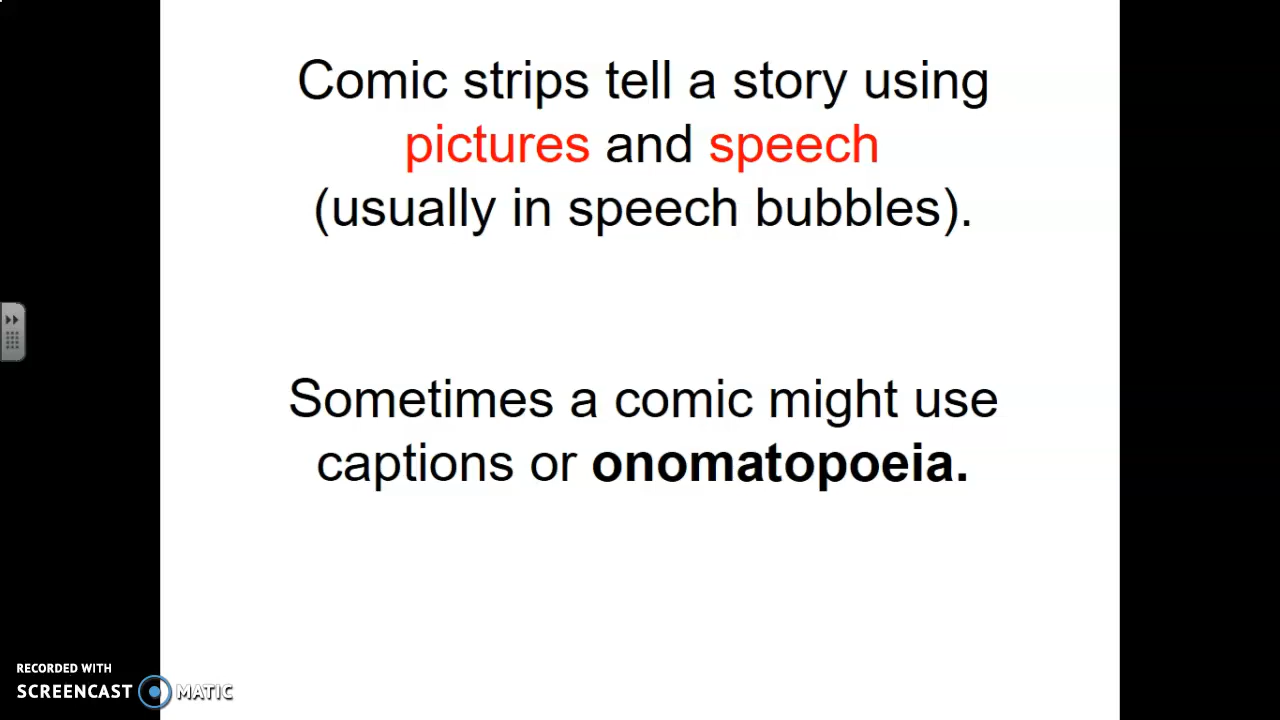 Comic strips tell a story using
pictures and speech
(usually in speech bubbles).
Sometimes a comic might use
captions or onomatopoeia.
RECORDED WITH
SCREENCAST MATIC